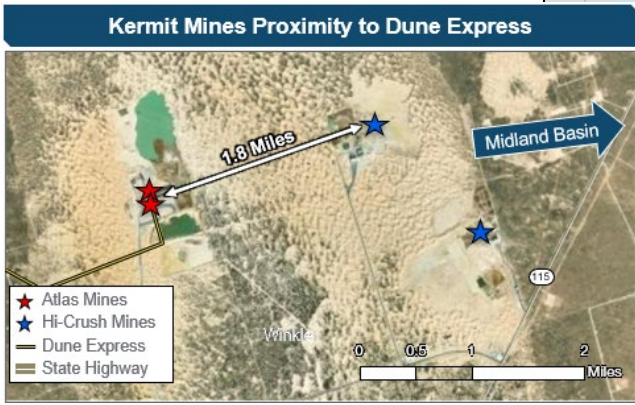 Kermit Mines Proximity to Dune Express
1.8 Miles
Midland Basin
115
Atlas Mines
Hi-Crush Mines
Dune Express
State Highway
Winkle
0 0.5 1 2
Miles